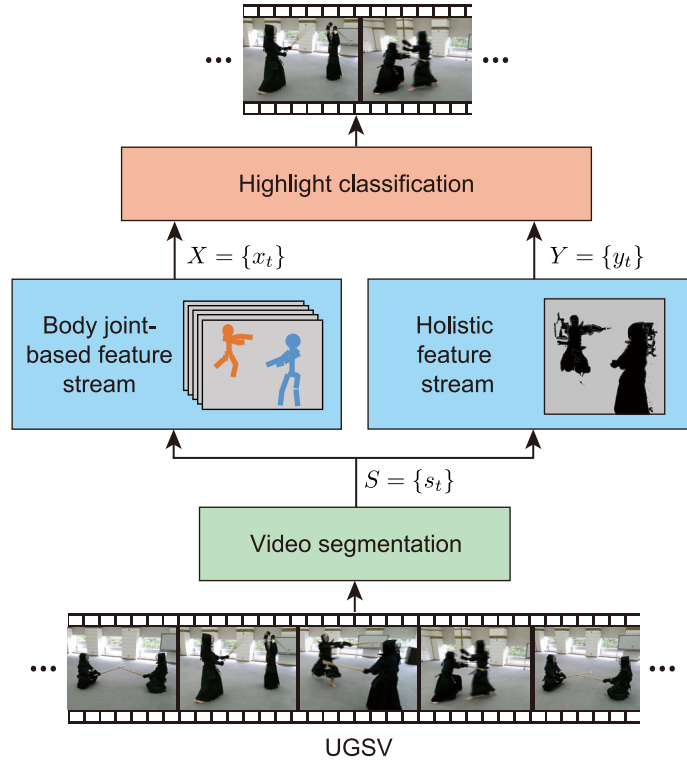 Highlight classification
X = {x_t}
Y = {y_t}
Body joint-
based feature
stream
Holistic
feature
stream
S = {s_t}
Video segmentation
UGSV